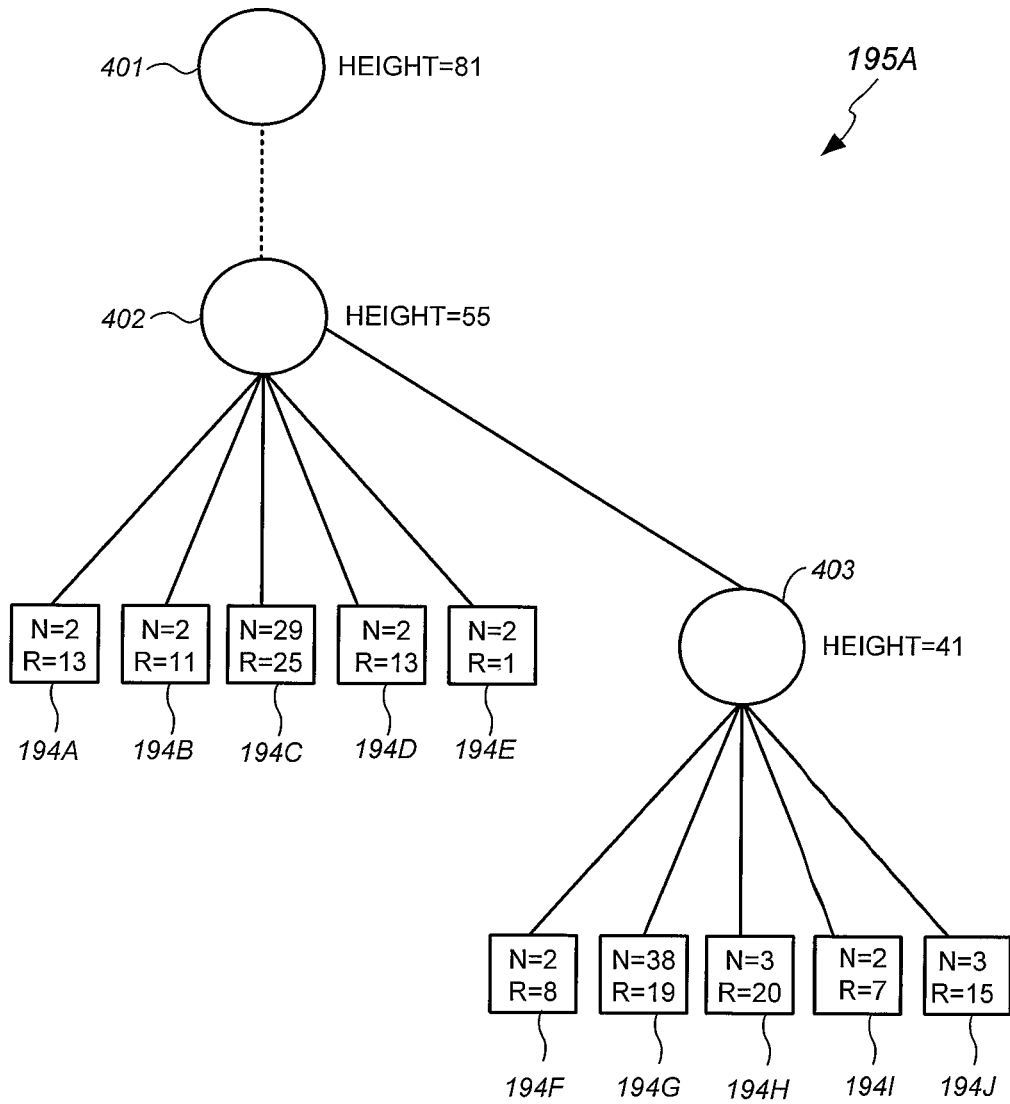 401
HEIGHT=81
195A
402
HEIGHT=55
403
HEIGHT=41
N=2
R=13
N=2
R=11
N=29
R=25
N=2
R=13
N=2
R=1
194A
194B
194C
194D
194E
N=2
R=8
N=38
R=19
N=3
R=20
N=2
R=7
N=3
R=15
194F
194G
194H
194I
194J